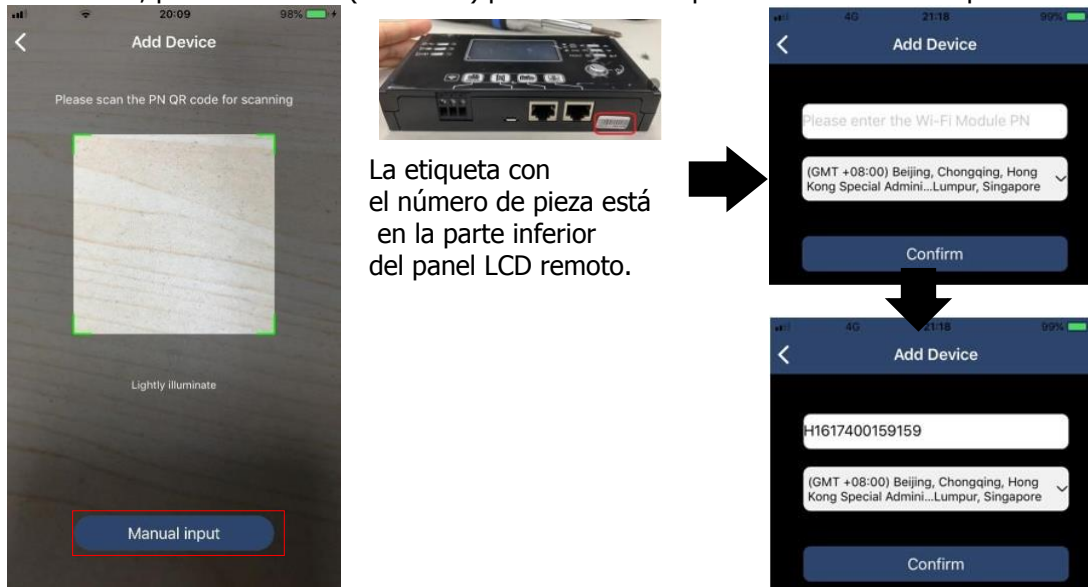 20:09
98%
Add Device
Please scan the PN QR code for scanning
Lightly illuminate
Manual input
La etiqueta con
el número de pieza está
en la parte inferior
del panel LCD remoto.
4G 21:18 99%
Add Device
Please enter the Wi-Fi Module PN
(GMT +08:00) Beijing, Chongqing, Hong
Kong Special Admini...Lumpur, Singapore
Confirm
4G 21:18 99%
Add Device
H1617400159159
(GMT +08:00) Beijing, Chongqing, Hong
Kong Special Admini...Lumpur, Singapore
Confirm